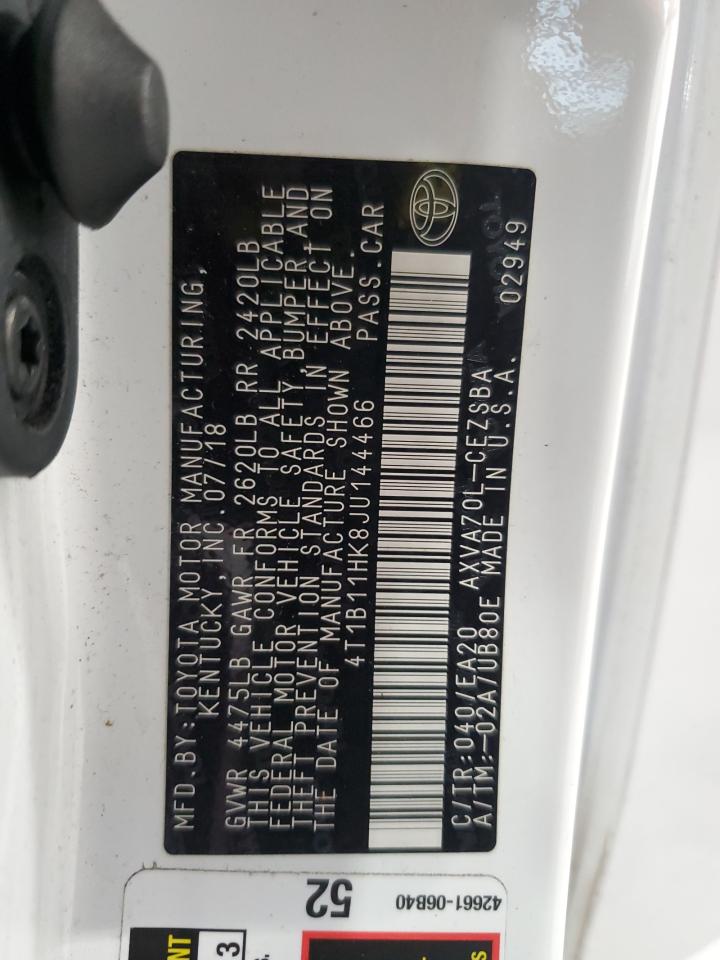 MFD.BY:TOYOTA MOTOR MANUFACTURING,
KENTUCKY, INC.07/18
GVWR 4475LB GAWR FR 2620LB RR 2420LB
THIS VEHICLE CONFORMS TO ALL APPLICABLE
FEDERAL MOTOR VEHICLE SAFETY, BUMPER, AND
THEFT PREVENTION STANDARDS IN EFFECT ON
THE DATE OF MANUFACTURE SHOWN ABOVE.
4T1B11HK8JU144466 PASS.CAR
C/TR:040/EA20 AXVA70L-CEZSBA
A/TM:-02A/UB80E MADE IN U.S.A. 02949
52
42661-06B40
3